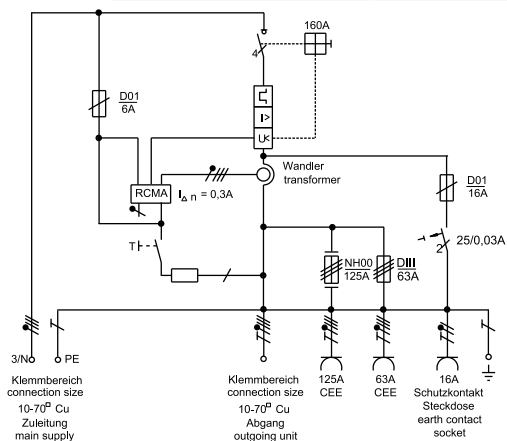 160A
4
D01
6A
I>
U<
Wandler
transformer
RCMA
I△n = 0,3A
D01
16A
T
25/0,03A
2
NH00
125A
DIII
63A
3/N
PE
125A
CEE
63A
CEE
16A
Schutzkontakt
Steckdose
earth contact
socket
Klemmbereich
connection size
10-70□ Cu
Zuleitung
main supply
Klemmbereich
connection size
10-70□ Cu
Abgang
outgoing unit